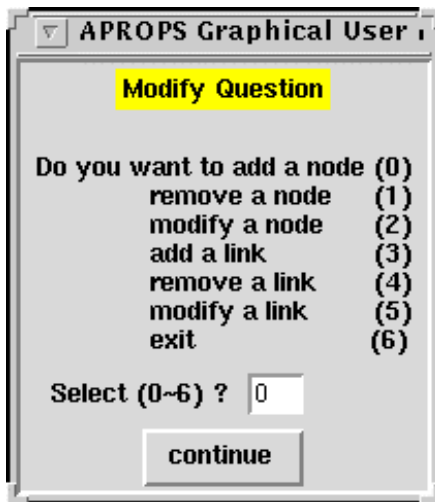 APROPS Graphical User
Modify Question
Do you want to add a node (0)
remove a node (1)
modify a node (2)
add a link (3)
remove a link (4)
modify a link (5)
exit (6)
Select (0~6) ? 0
continue